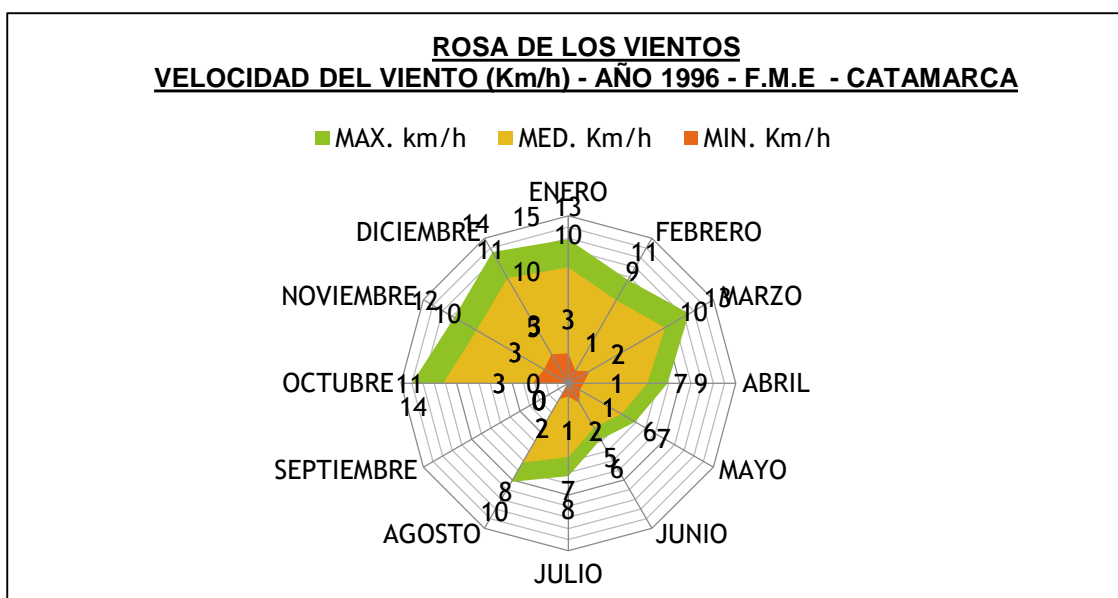 ROSA DE LOS VIENTOS
VELOCIDAD DEL VIENTO (Km/h) - AÑO 1996 - F.M.E - CATAMARCA
MAX. km/h MED. Km/h MIN. Km/h
ENERO
14 15 13
DICIEMBRE 11 10 11 FEBRERO
10 9
12 NOVIEMBRE 10 3 10 13 MARZO
3 1 2
OCTUBRE 11 3 0 1 7 9 ABRIL
14 0 1
2 1 2 6 7
SEPTIEMBRE 5 MAYO
8 7 6
10 8
AGOSTO JUNIO
JULIO